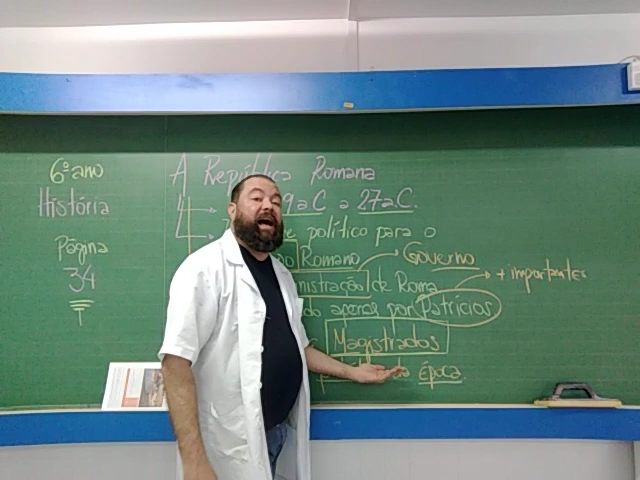 6º ano
História
Página
34
A República Romana
9 a.C a 27 a.C.
político para o
Romano Governo
de Roma + importantes
apenas por Patrícios
Magistrados
época.